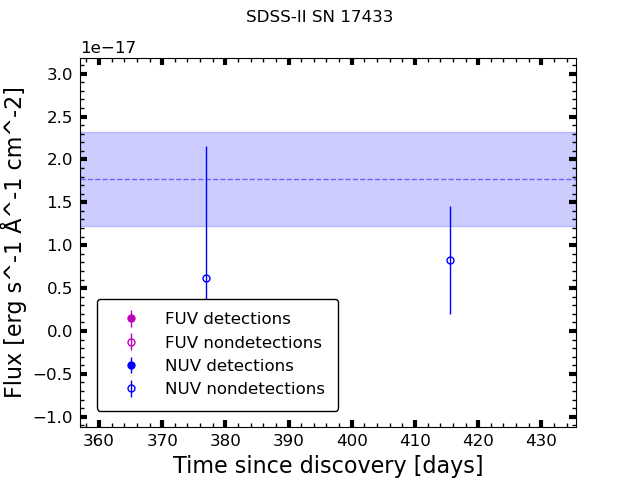 SDSS-II SN 17433
1e−17
3.0
2.5
2.0
1.5
1.0
0.5
0.0
−0.5
−1.0
Flux [erg s^-1 Å^-1 cm^-2]
FUV detections
FUV nondetections
NUV detections
NUV nondetections
360 370 380 390 400 410 420 430
Time since discovery [days]